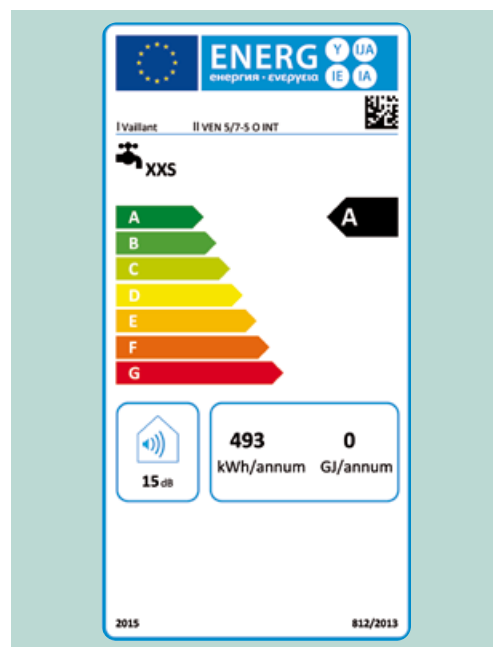 ENERG Y IJA
енергия · ενεργεια IE IA
I Vaillant II VEN 5/7-5 O INT
XXS
A A
B
C
D
E
F
G
493 0
kWh/annum GJ/annum
15 dB
2015 812/2013